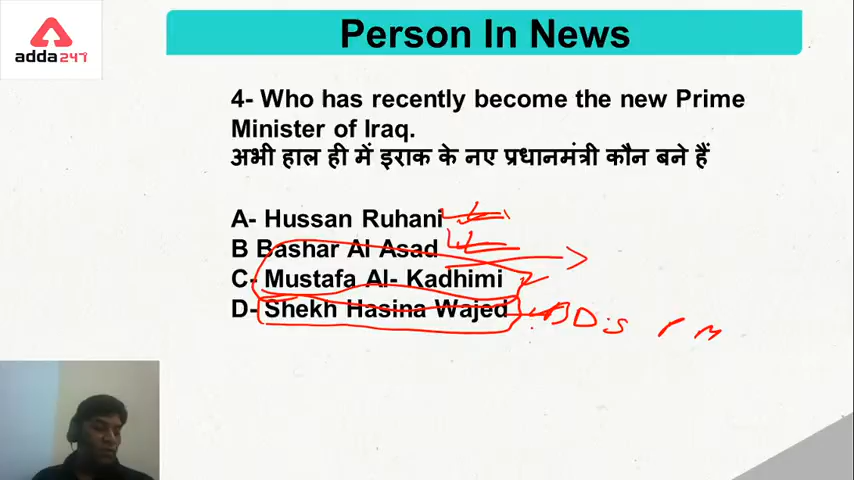 adda247
Person In News
4- Who has recently become the new Prime
Minister of Iraq.
अभी हाल ही में इराक के नए प्रधानमंत्री कौन बने हैं
A- Hussan Ruhani
B Bashar Al Asad
C- Mustafa Al- Kadhimi
D- Shekh Hasina Wajed